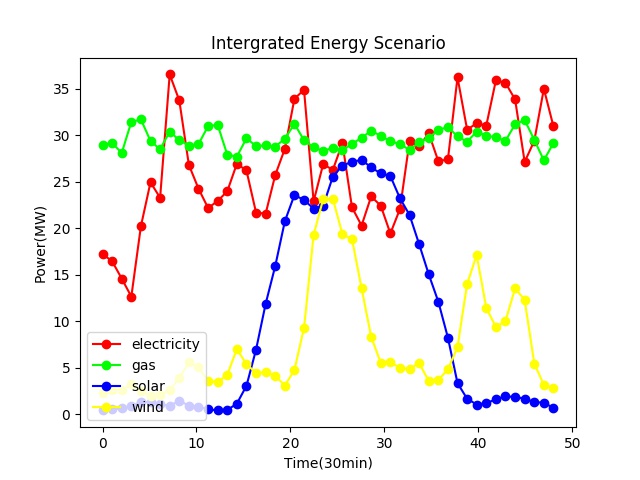 Intergrated Energy Scenario
Power(MW)
35
30
25
20
15
10
5
0
electricity
gas
solar
wind
0 10 20 30 40 50
Time(30min)